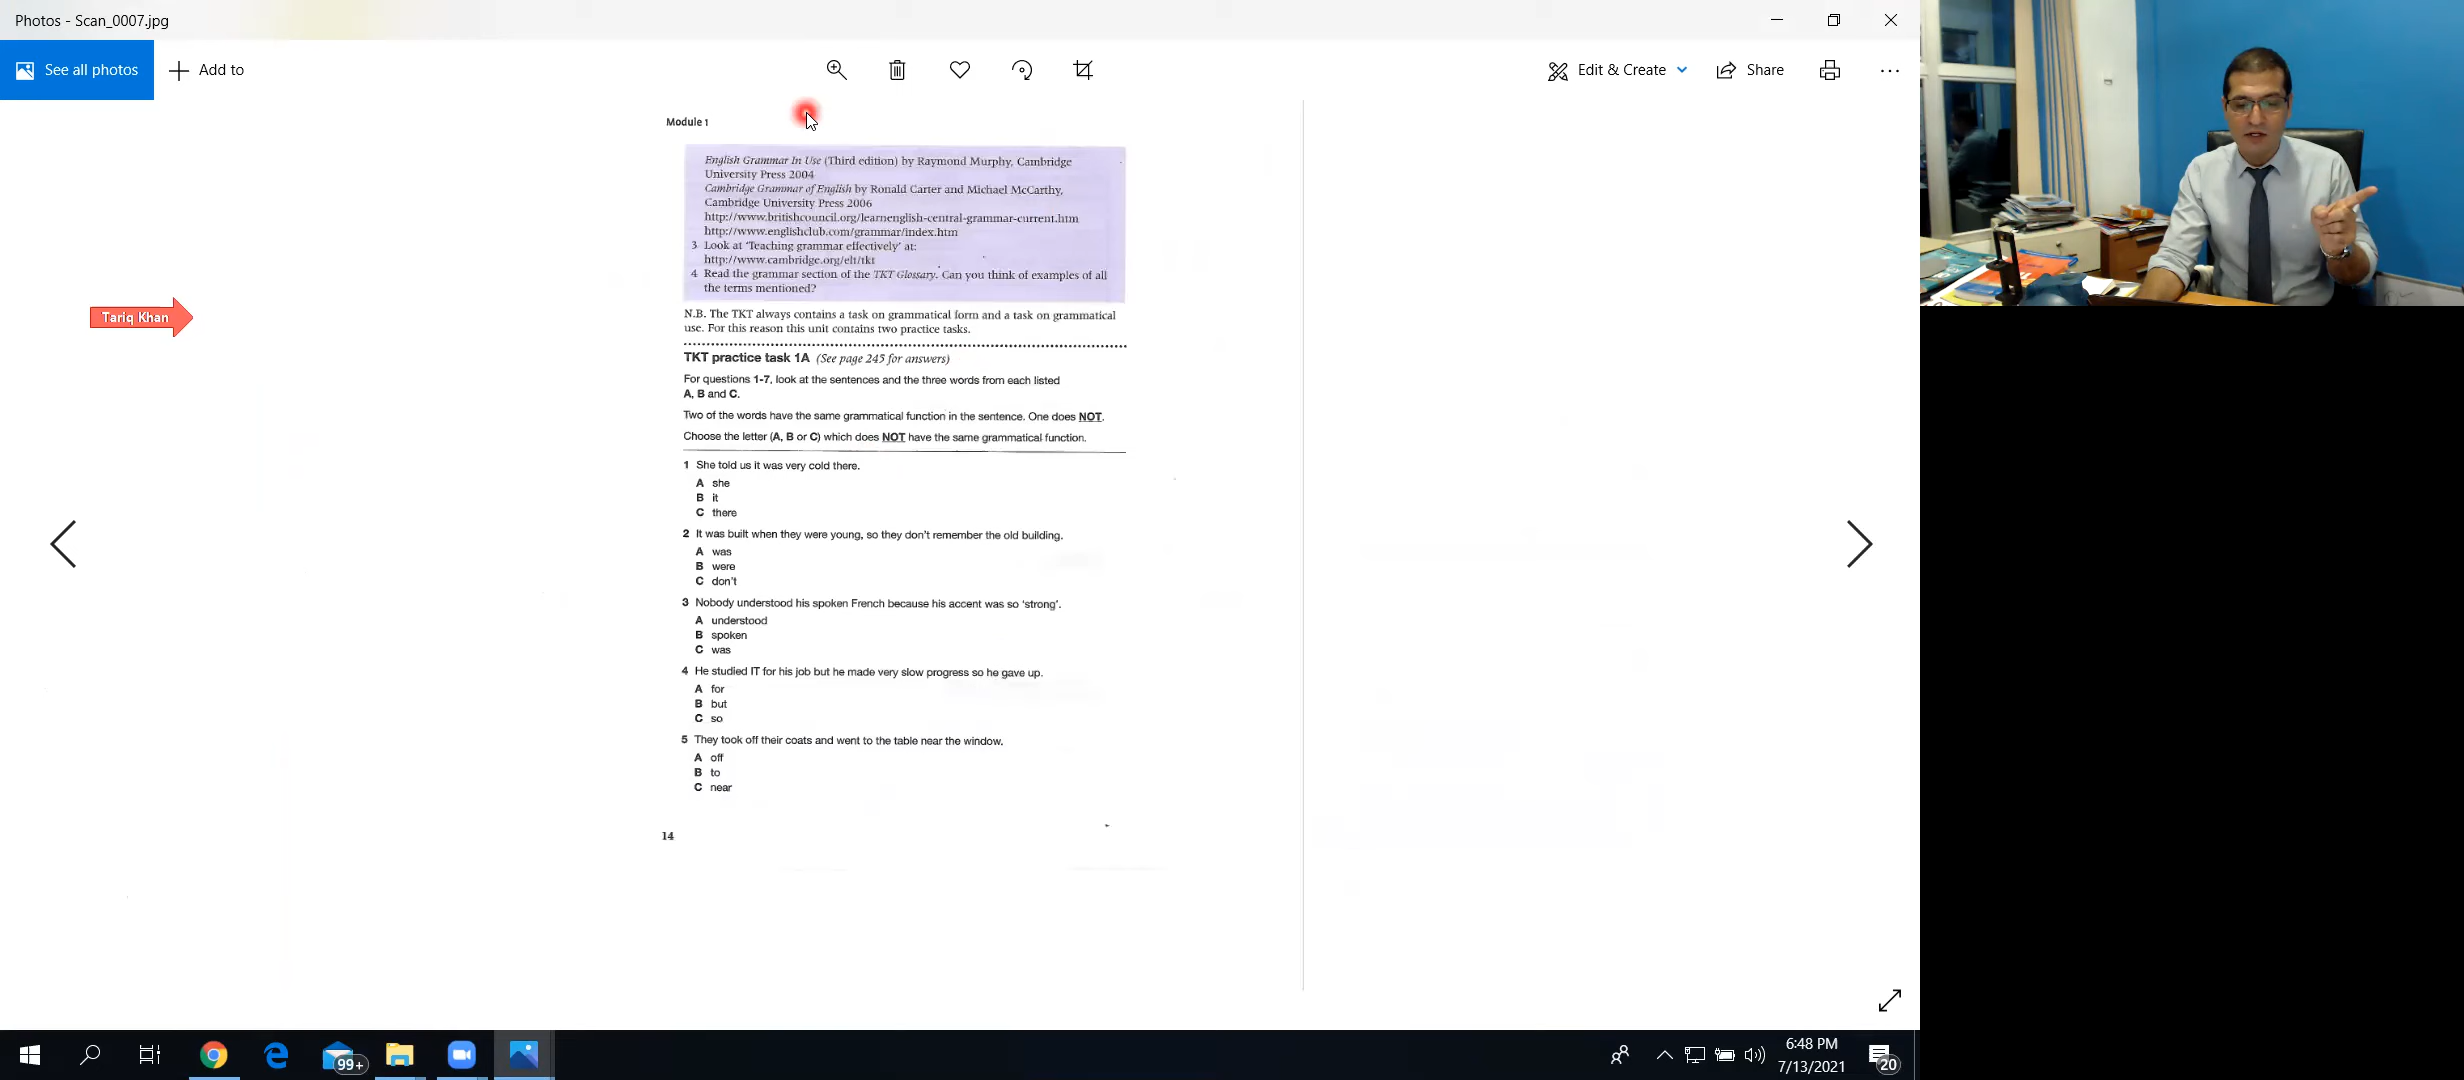 Photos - Scan_0007.jpg
See all photos
Add to
Edit & Create
Share
Module 1
English Grammar In Use (Third edition) by Raymond Murphy, Cambridge
University Press 2004
Cambridge Grammar of English by Ronald Carter and Michael McCarthy,
Cambridge University Press 2006
http://www.britishcouncil.org/learnenglish-central-grammar-current.htm
http://www.englishclub.com/grammar/index.htm
3 Look at 'Teaching grammar effectively' at:
http://www.cambridge.org/elt/tkt
4 Read the grammar section of the TKT Glossary. Can you think of examples of all
the terms mentioned?
Tariq Khan
N.B. The TKT always contains a task on grammatical form and a task on grammatical
use. For this reason this unit contains two practice tasks.
TKT practice task 1A (See page 245 for answers)
For questions 1-7, look at the sentences and the three words from each listed
A, B and C.
Two of the words have the same grammatical function in the sentence. One does NOT.
Choose the letter (A, B or C) which does NOT have the same grammatical function.
1 She told us it was very cold there.
A she
B it
C there
2 It was built when they were young, so they don't remember the old building.
A was
B were
C don't
3 Nobody understood his spoken French because his accent was so 'strong'.
A understood
B spoken
C was
4 He studied IT for his job but he made very slow progress so he gave up.
A for
B but
C so
5 They took off their coats and went to the table near the window.
A off
B to
C near
14
99+
6:48 PM
7/13/2021
20